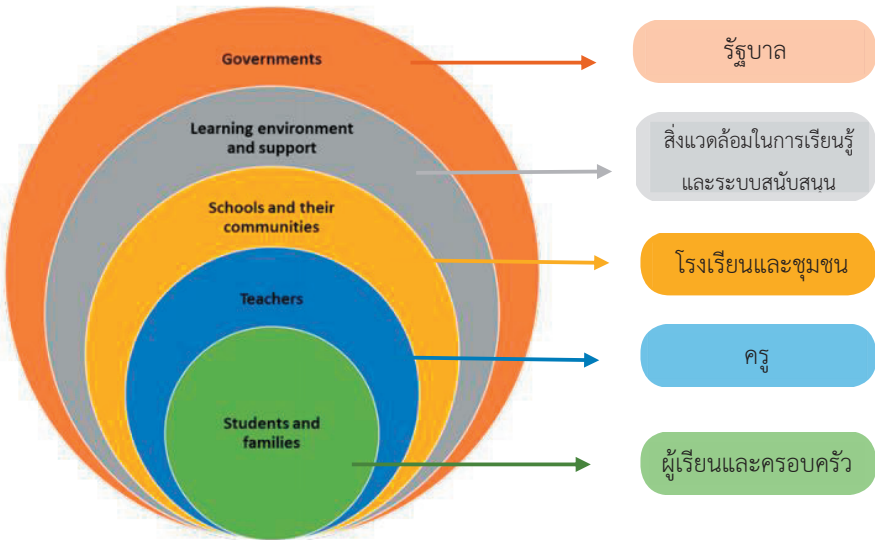 Governments
รัฐบาล
Learning environment
and support
สิ่งแวดล้อมในการเรียนรู้
และระบบสนับสนุน
Schools and their
communities
โรงเรียนและชุมชน
Teachers
ครู
Students and
families
ผู้เรียนและครอบครัว